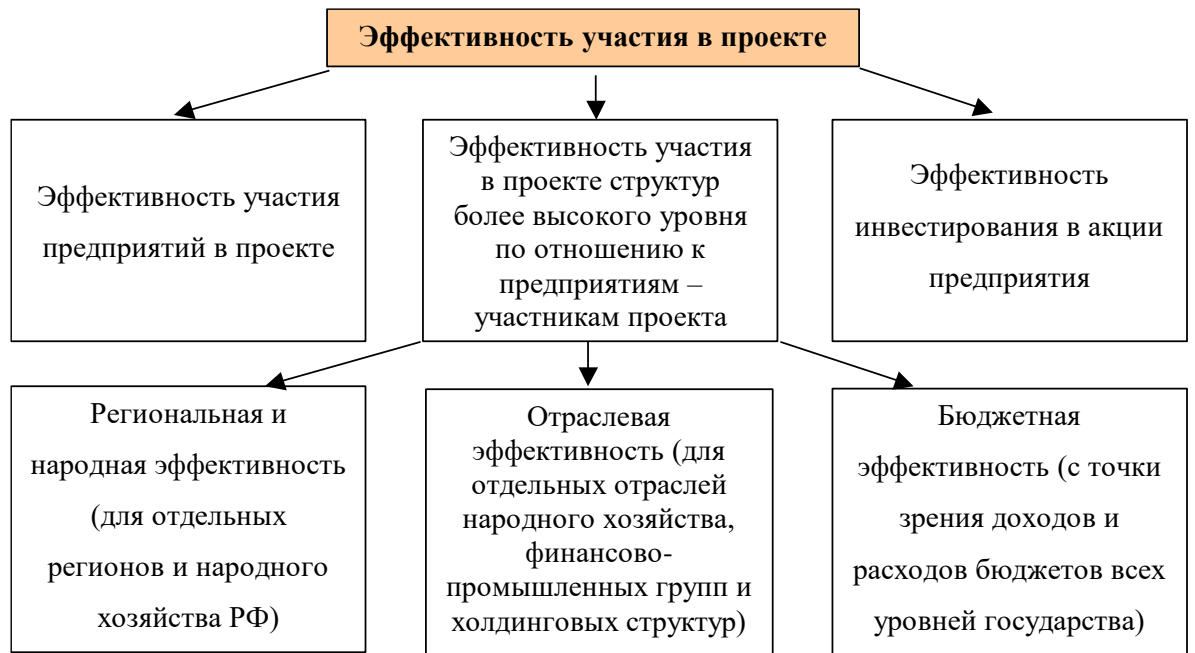 Эффективность участия в проекте
Эффективность участия
предприятий в проекте
Эффективность участия
в проекте структур
более высокого уровня
по отношению к
предприятиям –
участникам проекта
Эффективность
инвестирования в акции
предприятия
Региональная и
народная эффективность
(для отдельных
регионов и народного
хозяйства РФ)
Отраслевая
эффективность (для
отдельных отраслей
народного хозяйства,
финансово-
промышленных групп и
холдинговых структур)
Бюджетная
эффективность (с точки
зрения доходов и
расходов бюджетов всех
уровней государства)